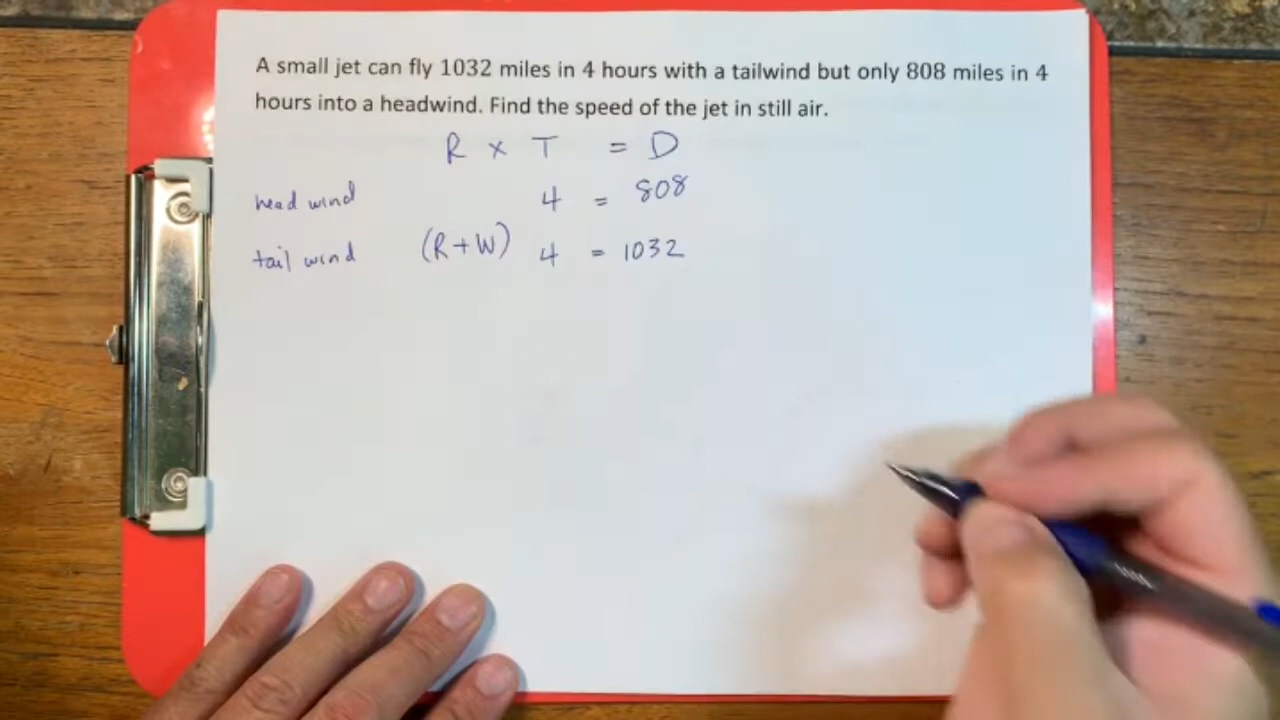 A small jet can fly 1032 miles in 4 hours with a tailwind but only 808 miles in 4
hours into a headwind. Find the speed of the jet in still air.
R × T = D
head wind 4 = 808
tail wind (R+W) 4 = 1032